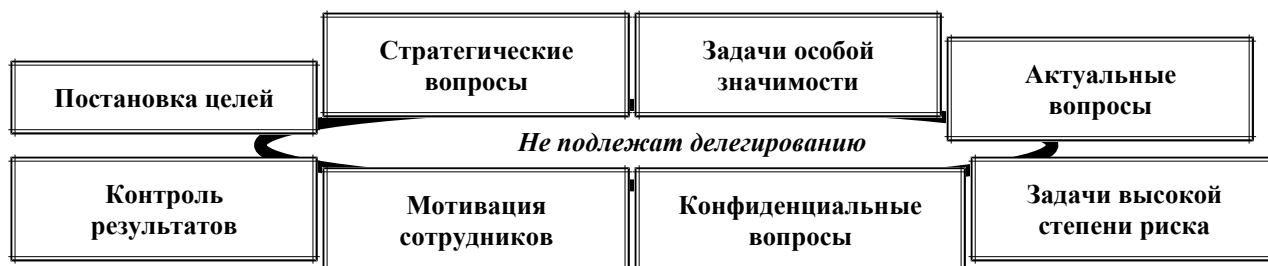 Стратегические
вопросы
Задачи особой
значимости
Актуальные
вопросы
Постановка целей
Не подлежат делегированию
Контроль
результатов
Мотивация
сотрудников
Конфиденциальные
вопросы
Задачи высокой
степени риска